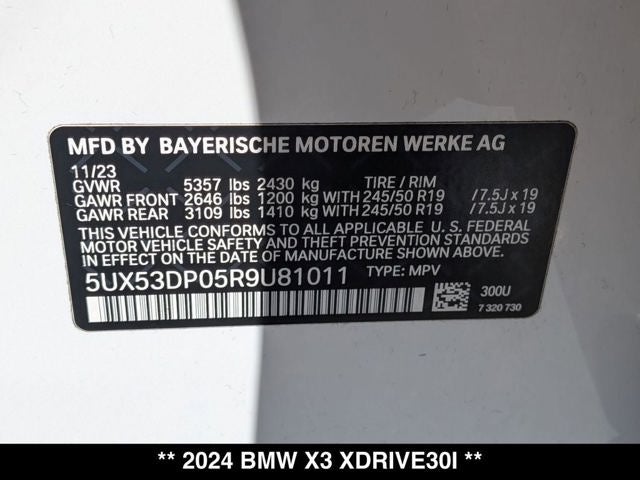 MFD BY BAYERISCHE MOTOREN WERKE AG
11/23
GVWR 5357 lbs 2430 kg TIRE / RIM
GAWR FRONT 2646 lbs 1200 kg WITH 245/50 R19 /7.5J x 19
GAWR REAR 3109 lbs 1410 kg WITH 245/50 R19 /7.5J x 19
THIS VEHICLE CONFORMS TO ALL APPLICABLE U. S. FEDERAL
MOTOR VEHICLE SAFETY
AND THEFT PREVENTION STANDARDS IN EFFECT ON THE
DATE OF MANUFACTURE SHOWN ABOVE.
5UX53DP05R9U81011 TYPE: MPV
300U
7 320 730
** 2024 BMW X3 XDRIVE30I **